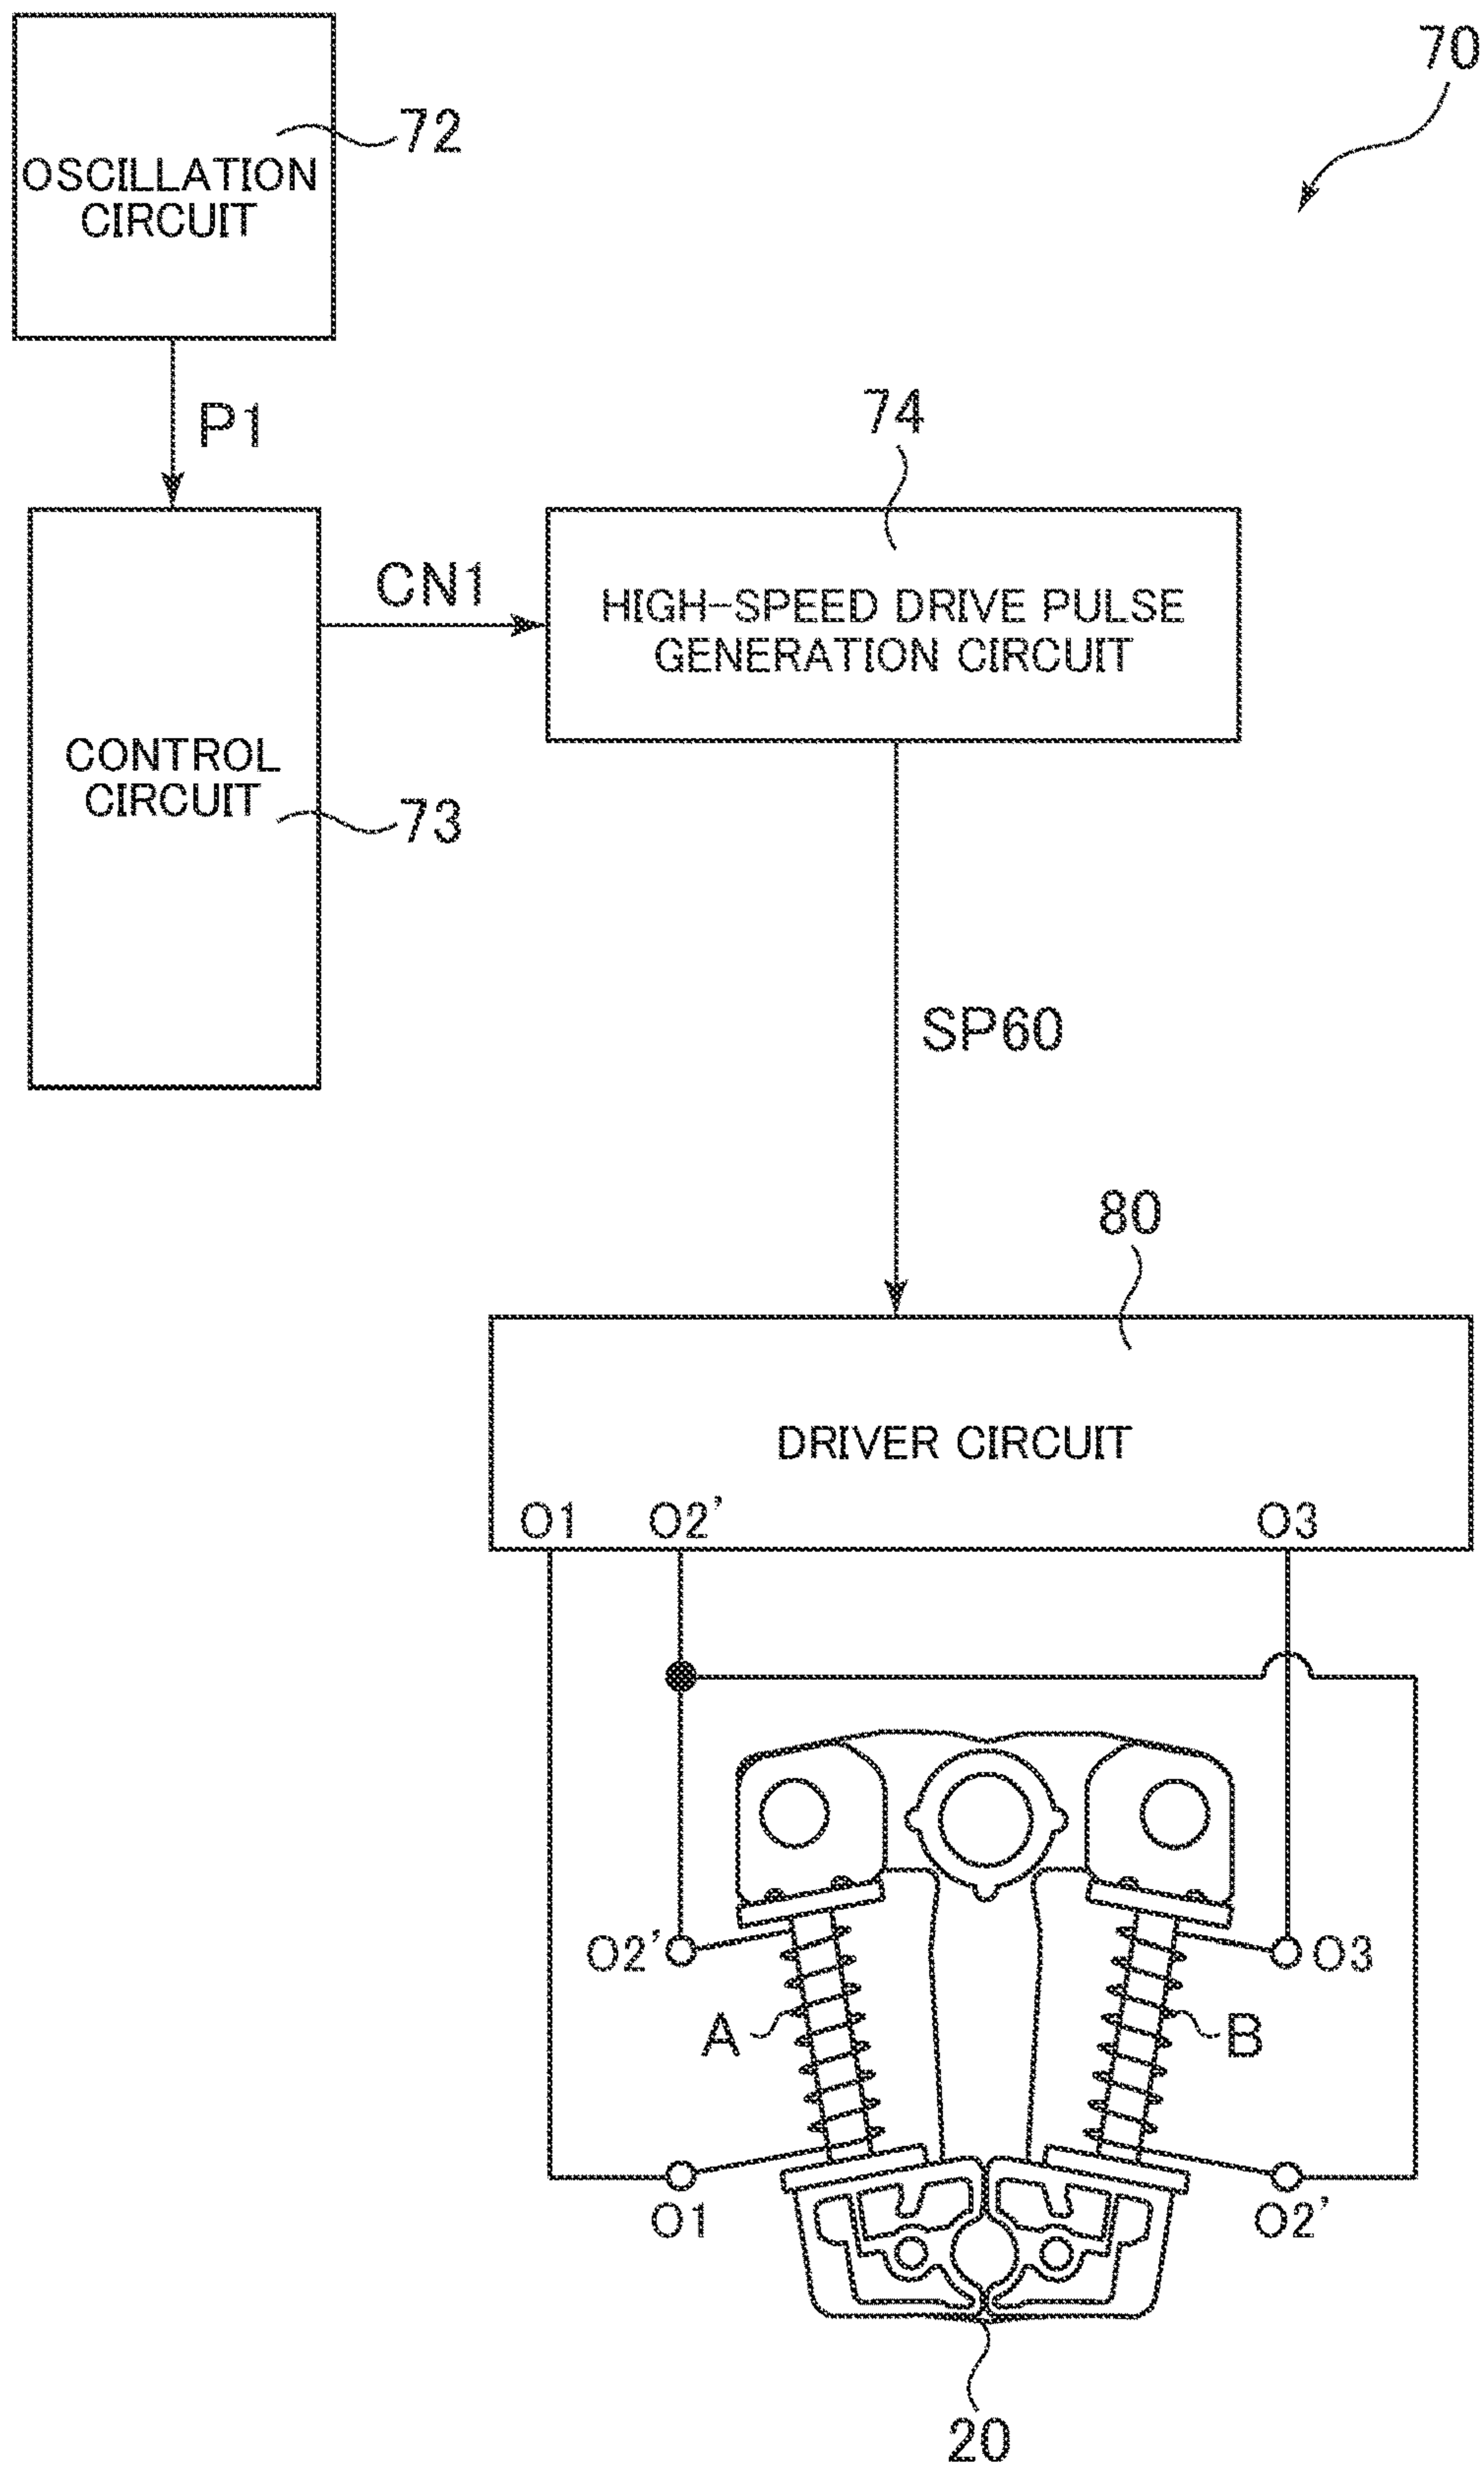 70
72
OSCILLATION
CIRCUIT
P1
74
CN1
HIGH-SPEED DRIVE PULSE
GENERATION CIRCUIT
CONTROL
CIRCUIT
73
SP60
80
DRIVER CIRCUIT
O1 O2' O3
O2' O3
A B
O1 O2'
20